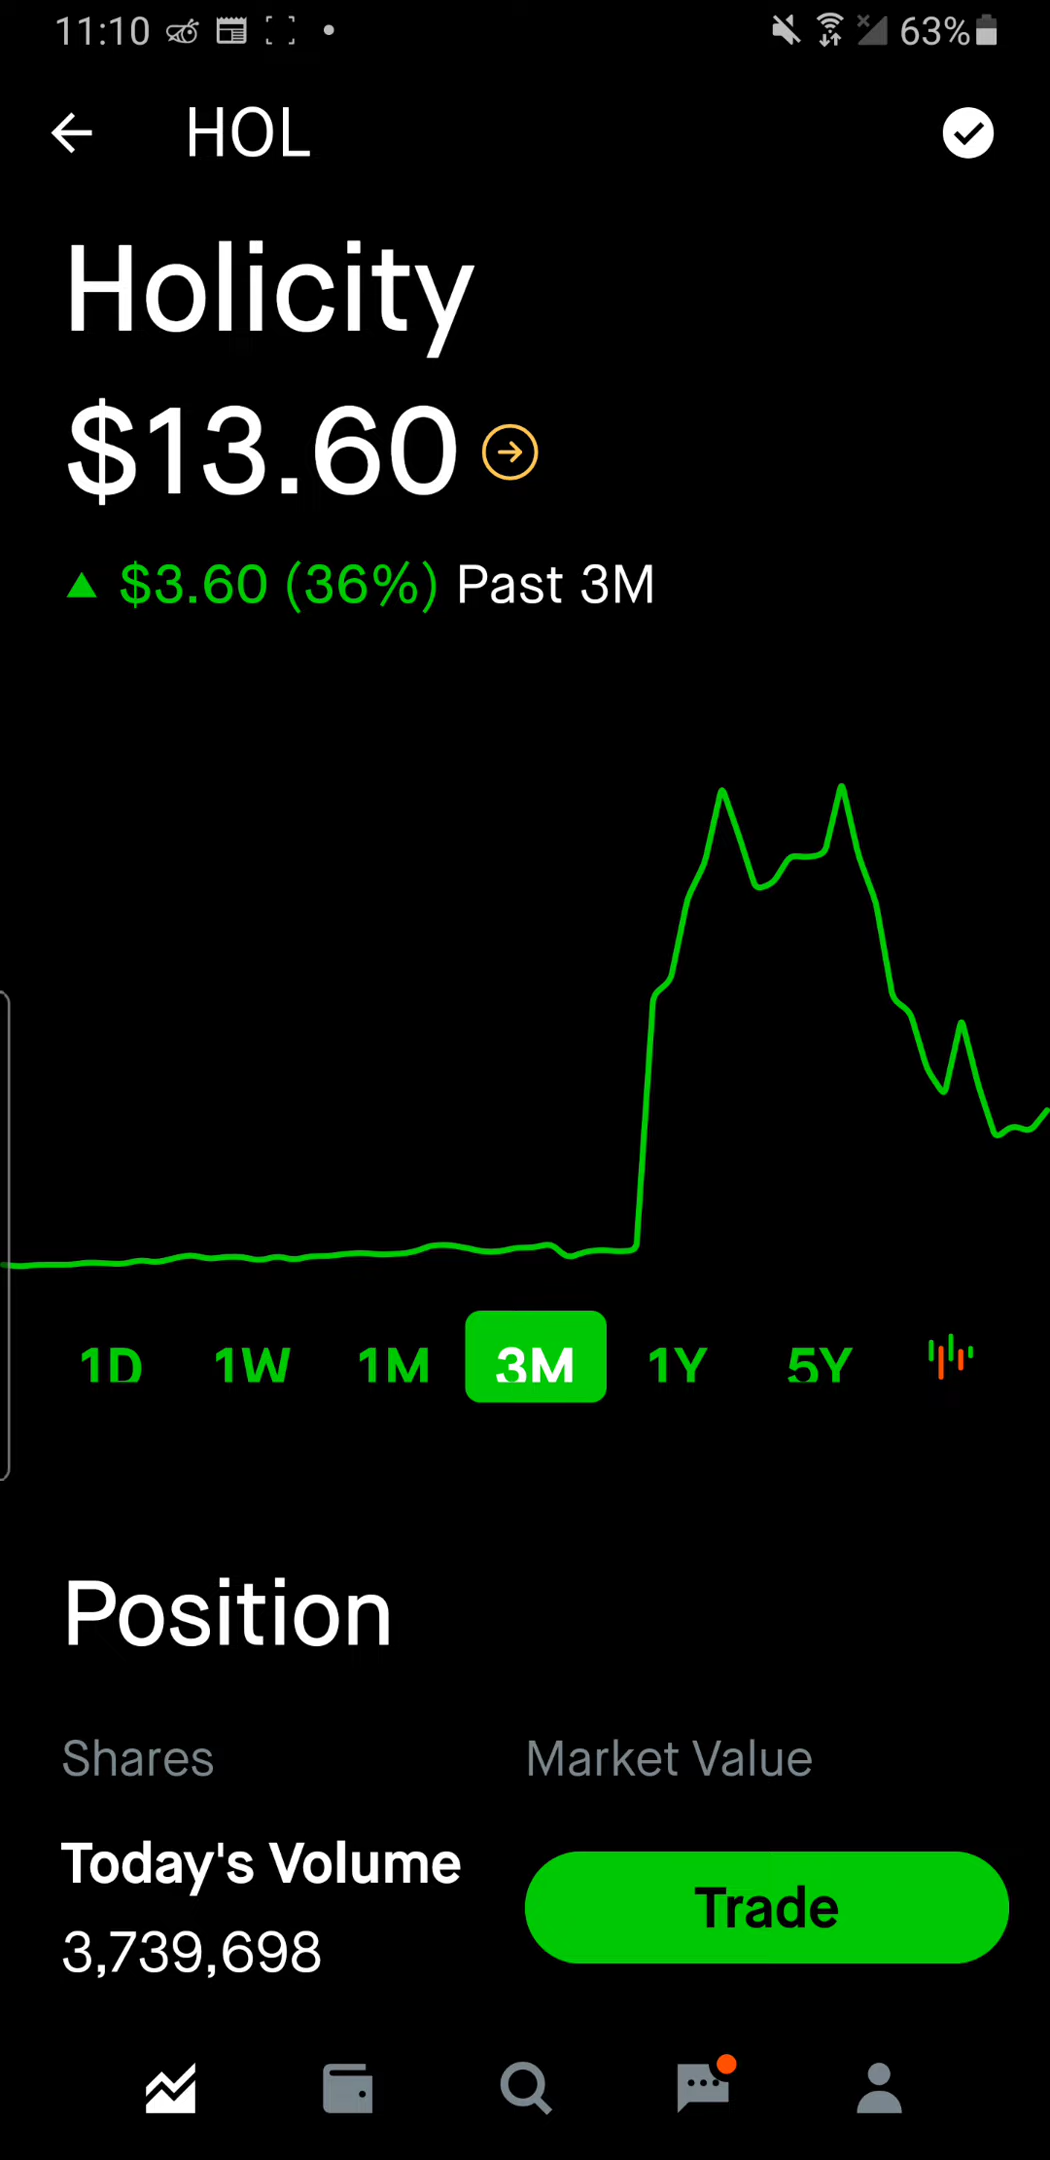 11:10 63%
HOL
Holicity
$13.60
$3.60 (36%) Past 3M
1D 1W 1M 3M 1Y 5Y
Position
Shares Market Value
Today's Volume
Trade
3,739,698